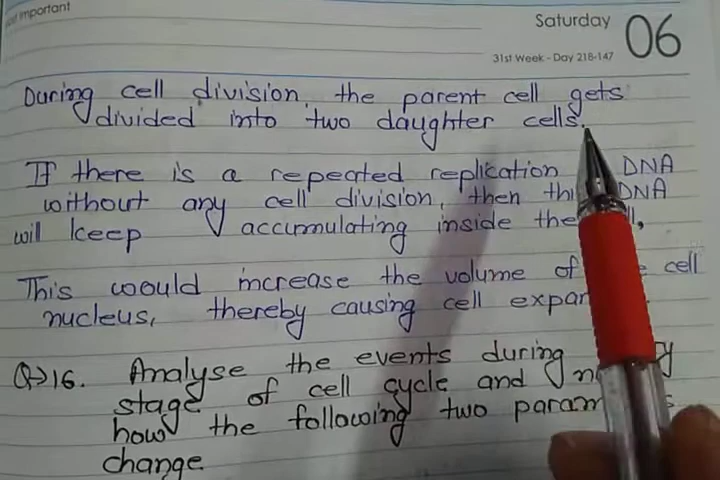 Important
Saturday 06
31st Week - Day 218-147
During cell division, the parent cell gets
divided into two daughter cells.
If there is a repeated replication DNA
without any cell division, then DNA
will keep accumulating inside the
This would increase the volume of cell
nucleus, thereby causing cell
Q→16. Analyse the events during
stage of cell cycle and
how the following two
change